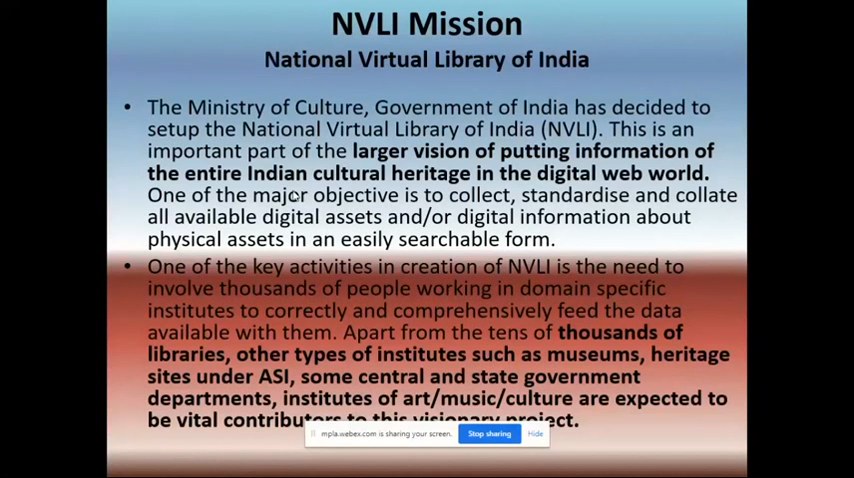 NVLI Mission
National Virtual Library of India
• The Ministry of Culture, Government of India has decided to
setup the National Virtual Library of India (NVLI). This is an
important part of the larger vision of putting information of
the entire Indian cultural heritage in the digital web world.
One of the major objective is to collect, standardise and collate
all available digital assets and/or digital information about
physical assets in an easily searchable form.
• One of the key activities in creation of NVLI is the need to
involve thousands of people working in domain specific
institutes to correctly and comprehensively feed the data
available with them. Apart from the tens of thousands of
libraries, other types of institutes such as museums, heritage
sites under ASI, some central and state government
departments, institutes of art/music/culture are expected to
be vital contributors to this visionary project.
mpla.webex.com is sharing your screen.
Stop sharing
Hide